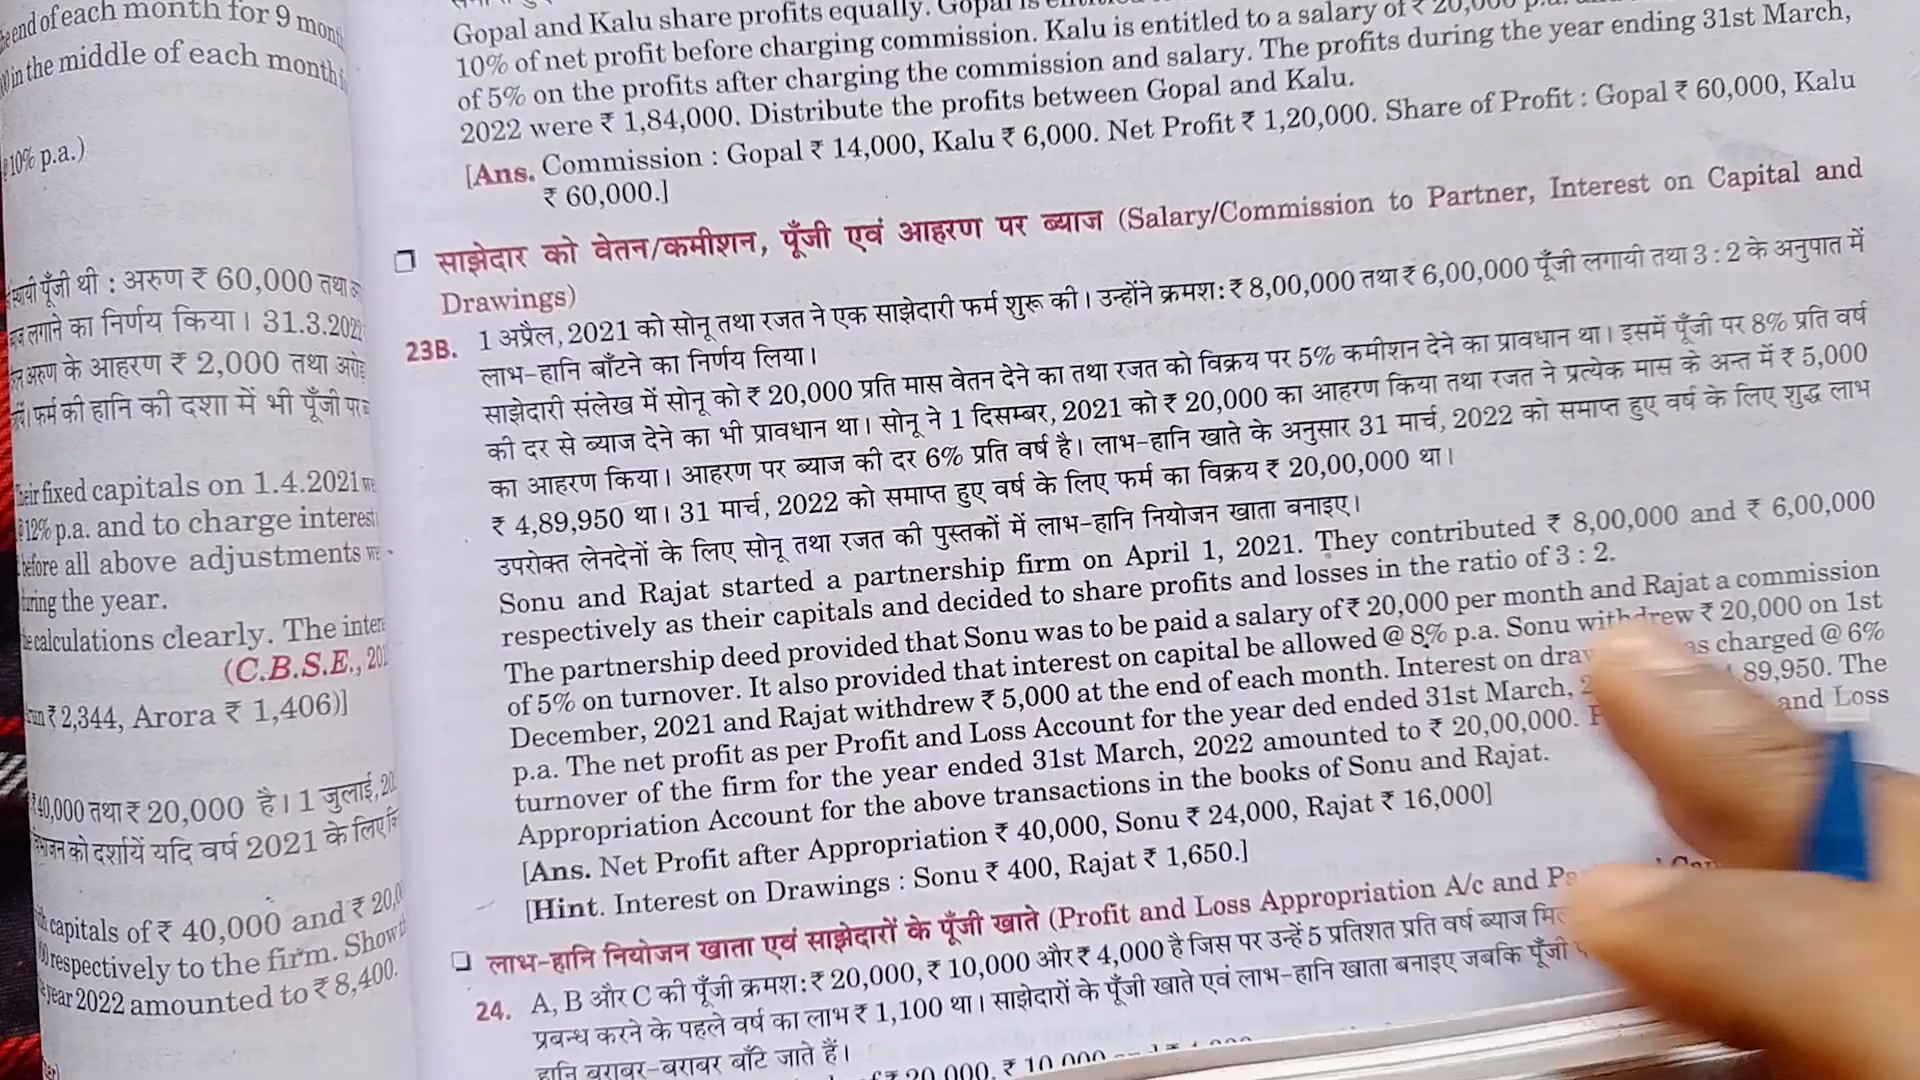 end of each month for 9
in the middle of each month
@10% p.a.)
पूँजी थी : अरुण ₹ 60,000 तथा
लगाने का निर्णय किया। 31.3.2022
अरुण के आहरण ₹ 2,000 तथा
फर्म की हानि की दशा में भी पूँजी पर
fixed capitals on 1.4.2021
12% p.a. and to charge interest
before all above adjustments
during the year.
calculations clearly. The
(C.B.S.E.,
₹ 2,344, Arora ₹ 1,406)]
40,000 तथा ₹ 20,000 है। 1 जुलाई,
को दर्शायें यदि वर्ष 2021 के लिए
capitals of ₹ 40,000 and ₹
respectively to the firm. Show
year 2022 amounted to ₹ 8,400.
Gopal and Kalu share profits equally. Gopal is
10% of net profit before charging commission. Kalu is entitled to a salary of ₹ 20,000
of 5% on the profits after charging the commission and salary. The profits during the year ending 31st March,
2022 were ₹ 1,84,000. Distribute the profits between Gopal and Kalu.
[Ans. Commission : Gopal ₹ 14,000, Kalu ₹ 6,000. Net Profit ₹ 1,20,000. Share of Profit : Gopal ₹ 60,000, Kalu
₹ 60,000.]
❑ साझेदार को वेतन/कमीशन, पूँजी एवं आहरण पर ब्याज (Salary/Commission to Partner, Interest on Capital and
Drawings)
23B. 1 अप्रैल, 2021 को सोनू तथा रजत ने एक साझेदारी फर्म शुरू की। उन्होंने क्रमश: ₹ 8,00,000 तथा ₹ 6,00,000 पूँजी लगायी तथा 3 : 2 के अनुपात में
लाभ-हानि बाँटने का निर्णय लिया।
साझेदारी संलेख में सोनू को ₹ 20,000 प्रति मास वेतन देने का तथा रजत को विक्रय पर 5% कमीशन देने का प्रावधान था। इसमें पूँजी पर 8% प्रति वर्ष
की दर से ब्याज देने का भी प्रावधान था। सोनू ने 1 दिसम्बर, 2021 को ₹ 20,000 का आहरण किया तथा रजत ने प्रत्येक मास के अन्त में ₹ 5,000
का आहरण किया। आहरण पर ब्याज की दर 6% प्रति वर्ष है। लाभ-हानि खाते के अनुसार 31 मार्च, 2022 को समाप्त हुए वर्ष के लिए शुद्ध लाभ
₹ 4,89,950 था। 31 मार्च, 2022 को समाप्त हुए वर्ष के लिए फर्म का विक्रय ₹ 20,00,000 था।
उपरोक्त लेनदेनों के लिए सोनू तथा रजत की पुस्तकों में लाभ-हानि नियोजन खाता बनाइए।
Sonu and Rajat started a partnership firm on April 1, 2021. They contributed ₹ 8,00,000 and ₹ 6,00,000
respectively as their capitals and decided to share profits and losses in the ratio of 3 : 2.
The partnership deed provided that Sonu was to be paid a salary of ₹ 20,000 per month and Rajat a commission
of 5% on turnover. It also provided that interest on capital be allowed @ 8% p.a. Sonu withdrew ₹ 20,000 on 1st
December, 2021 and Rajat withdrew ₹ 5,000 at the end of each month. Interest on charged @ 6%
p.a. The net profit as per Profit and Loss Account for the year ded ended 31st March, 89,950. The
turnover of the firm for the year ended 31st March, 2022 amounted to ₹ 20,00,000. and Loss
Appropriation Account for the above transactions in the books of Sonu and Rajat.
[Ans. Net Profit after Appropriation ₹ 40,000, Sonu ₹ 24,000, Rajat ₹ 16,000]
[Hint. Interest on Drawings : Sonu ₹ 400, Rajat ₹ 1,650.]
❑ लाभ-हानि नियोजन खाता एवं साझेदारों के पूँजी खाते (Profit and Loss Appropriation A/c and
24. A, B और C की पूँजी क्रमश: ₹ 20,000, ₹ 10,000 और ₹ 4,000 है जिस पर उन्हें 5 प्रतिशत प्रति वर्ष ब्याज
प्रबन्ध करने के पहले वर्ष का लाभ ₹ 1,100 था। साझेदारों के पूँजी खाते एवं लाभ-हानि खाता बनाइए जबकि पूँजी
हानि बराबर-बराबर बाँटे जाते हैं।
₹ 20,000, ₹ 10,000